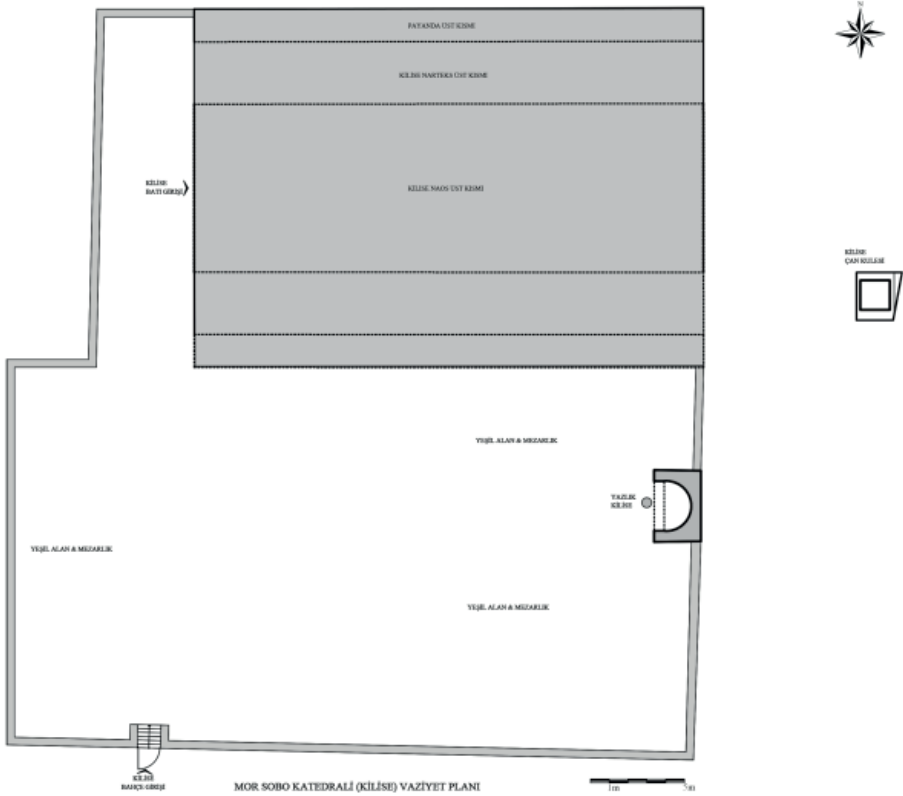 N
PAYANDA ÜST KISMI
KİLİSE NARTEKS ÜST KISMI
KİLİSE
BATI GİRİŞİ
KİLİSE NAOS ÜST KISMI
KİLİSE
ÇAN KULESİ
YEŞİL ALAN & MEZARLIK
YAZLIK
KİLİSE
YEŞİL ALAN & MEZARLIK
YEŞİL ALAN & MEZARLIK
KİLİSE
BAHÇE GİRİŞİ
MOR SOBO KATEDRALİ (KİLİSE) VAZİYET PLANI
1m 5m